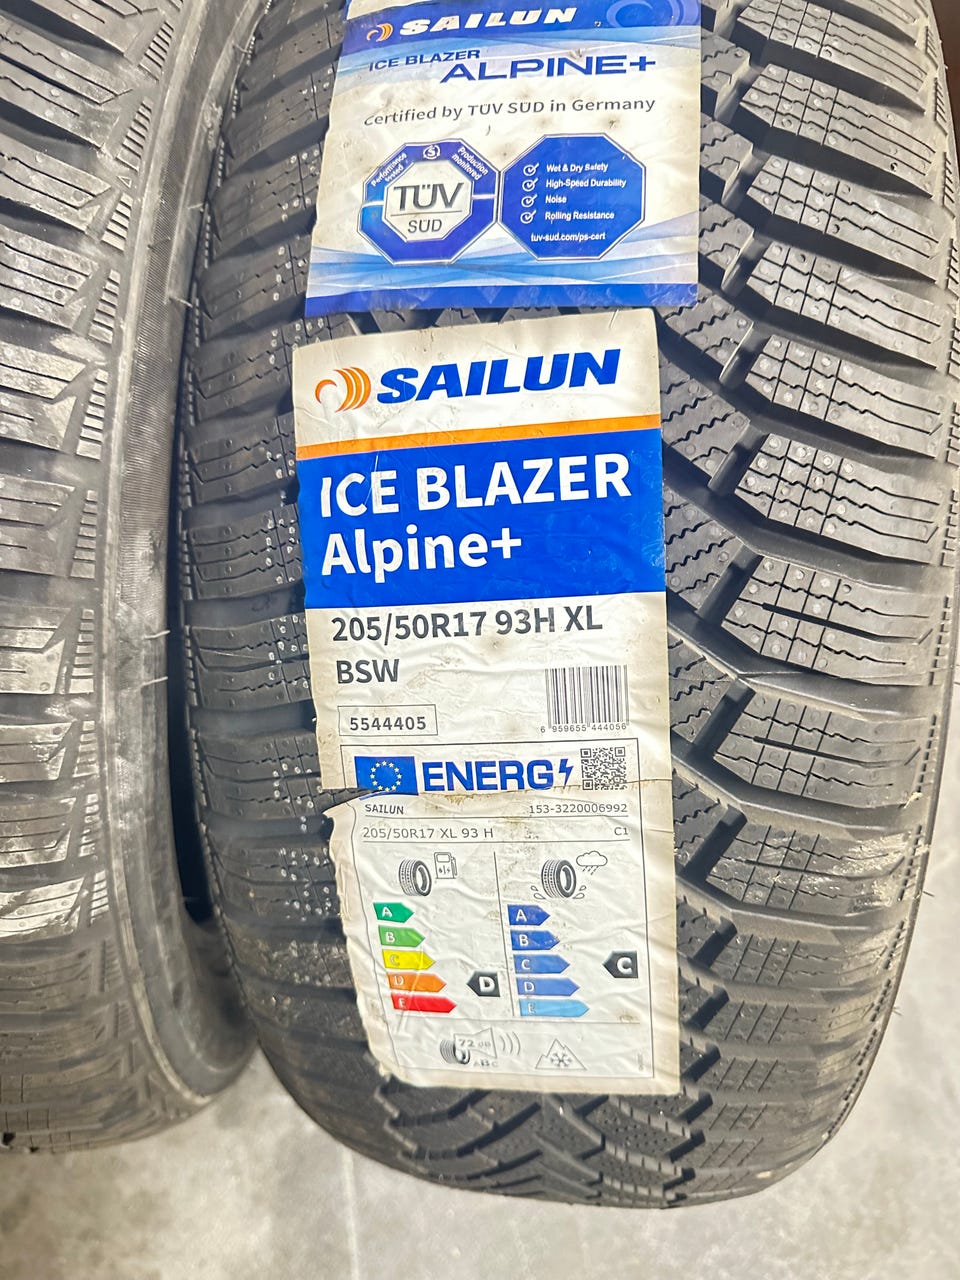 SAILUN
ICE BLAZER
ALPINE+
Certified by TÜV SÜD in Germany
Performance tested
Production monitored
TÜV
SÜD
Wet & Dry Safety
High-Speed Durability
Noise
Rolling Resistance
tuv-sud.com/ps-cert
SAILUN
ICE BLAZER
Alpine+
205/50R17 93H XL
BSW
5544405
6 959655 444056
ENERG
SAILUN 153-3220006992
205/50R17 XL 93 H C1
A A
B B
C C C
D D D
E E
72 dB
ABC